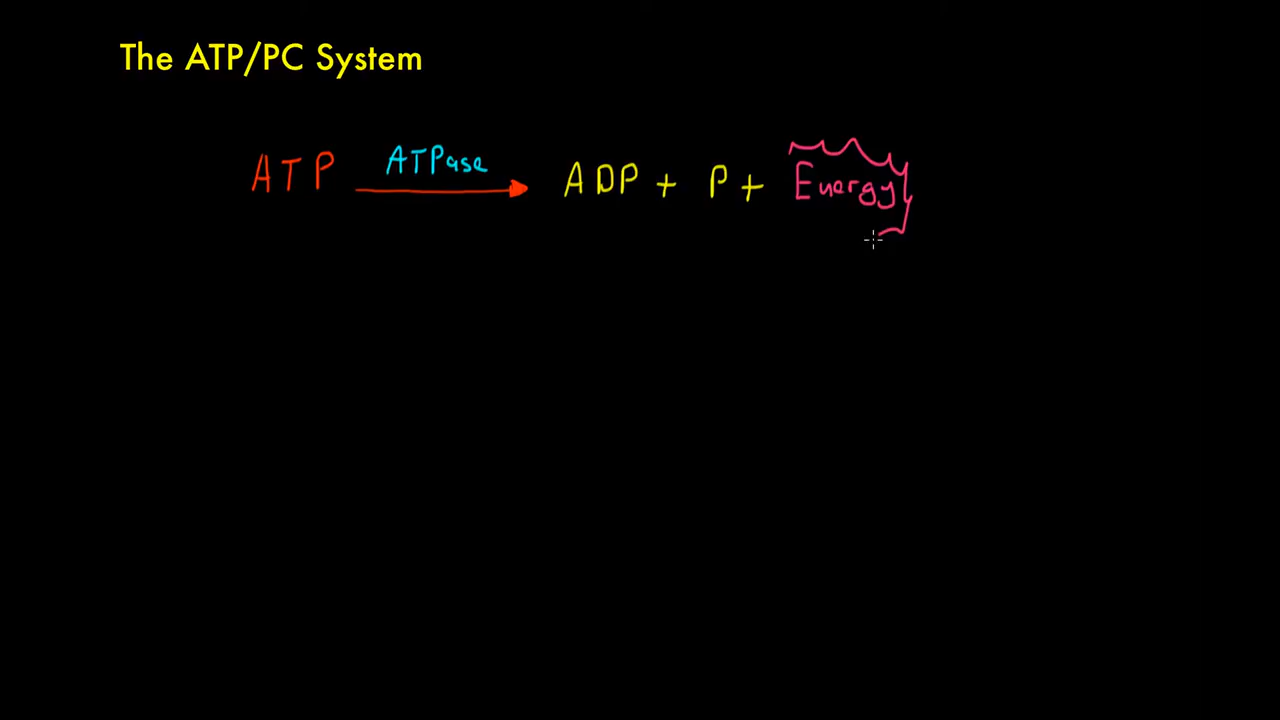 The ATP/PC System
ATP ATPase ADP + P + Energy